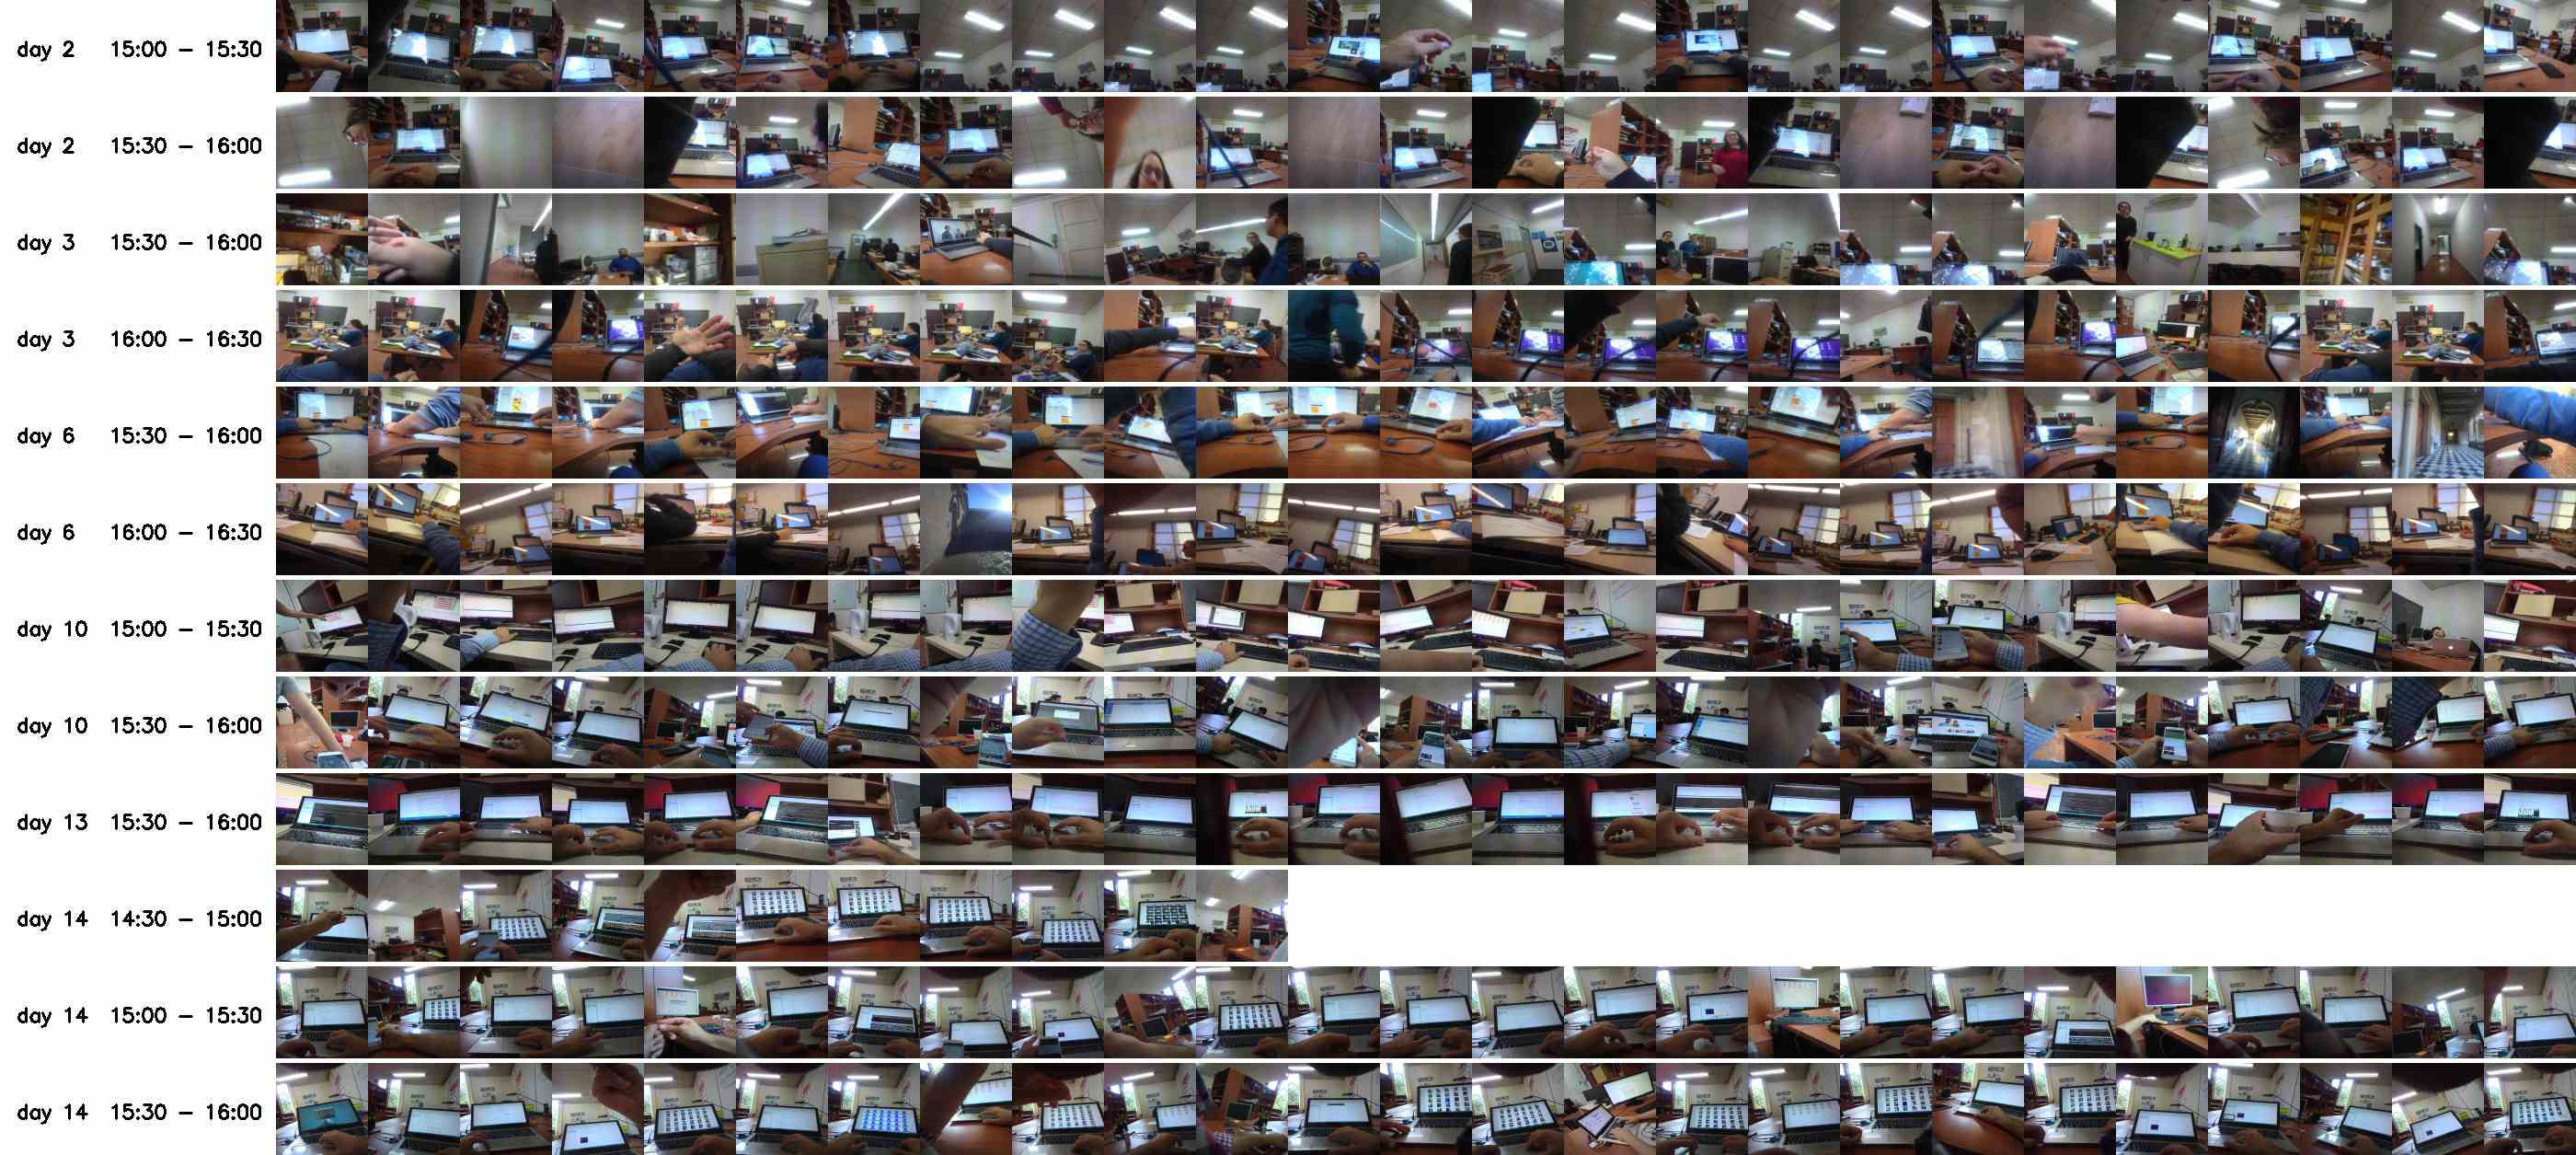 day 2 15:00 - 15:30
day 2 15:30 - 16:00
day 3 15:30 - 16:00
day 3 16:00 - 16:30
day 6 15:30 - 16:00
day 6 16:00 - 16:30
day 10 15:00 - 15:30
day 10 15:30 - 16:00
day 13 15:30 - 16:00
day 14 14:30 - 15:00
day 14 15:00 - 15:30
day 14 15:30 - 16:00